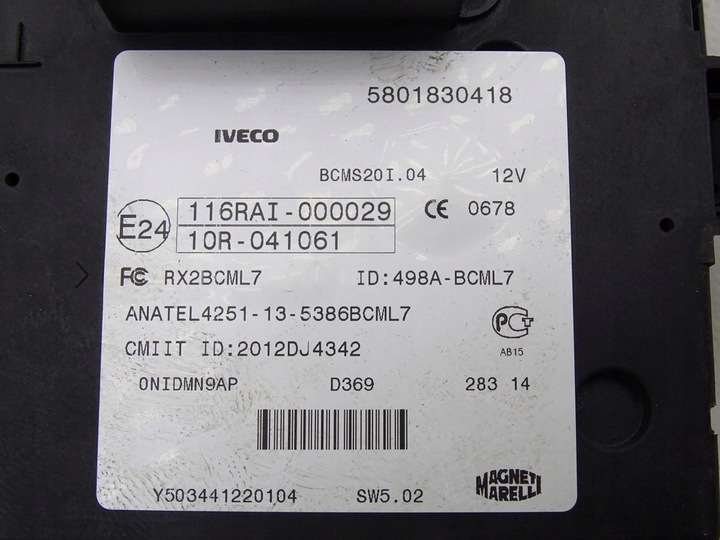 5801830418
IVECO
BCMS20I.04 12V
E24 116RAI-000029 CE 0678
10R-041061
FC RX2BCML7 ID:498A-BCML7
ANATEL4251-13-5386BCML7
PCT
CMIIT ID:2012DJ4342
AB15
0NIDMN9AP D369 283 14
Y503441220104 SW5.02
MAGNETI MARELLI